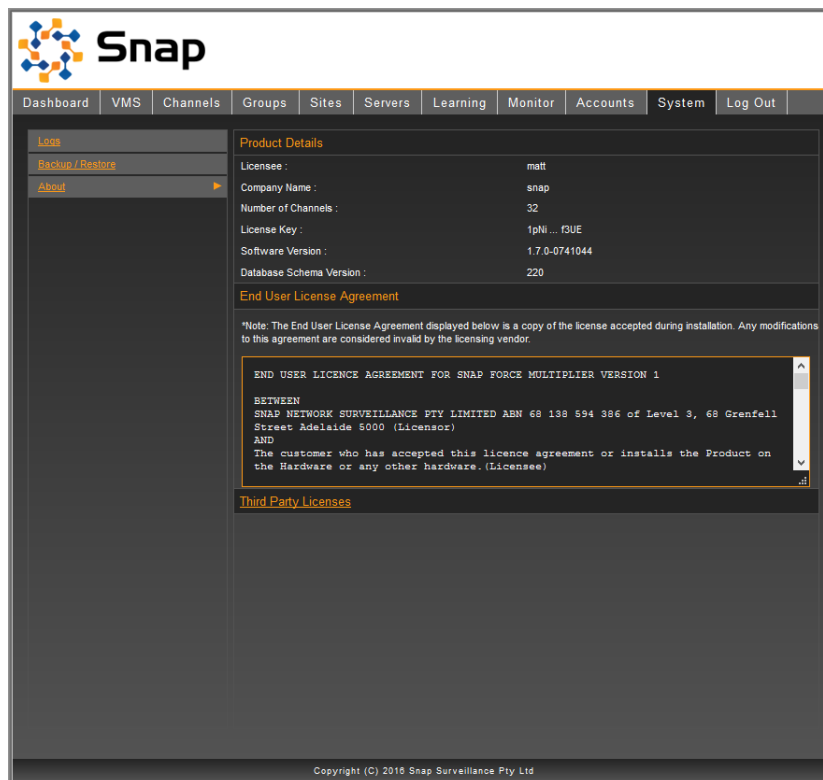 Snap
Dashboard VMS Channels Groups Sites Servers Learning Monitor Accounts System Log Out
Logs
Backup / Restore
About
Product Details
Licensee : matt
Company Name : snap
Number of Channels : 32
License Key : 1pNi ... f3UE
Software Version : 1.7.0-0741044
Database Schema Version : 220
End User License Agreement
*Note: The End User License Agreement displayed below is a copy of the license accepted during installation. Any modifications
to this agreement are considered invalid by the licensing vendor.
END USER LICENCE AGREEMENT FOR SNAP FORCE MULTIPLIER VERSION 1
BETWEEN
SNAP NETWORK SURVEILLANCE PTY LIMITED ABN 68 138 594 386 of Level 3, 68 Grenfell
Street Adelaide 5000 (Licensor)
AND
The customer who has accepted this licence agreement or installs the Product on
the Hardware or any other hardware.(Licensee)
Third Party Licenses
Copyright (C) 2016 Snap Surveillance Pty Ltd